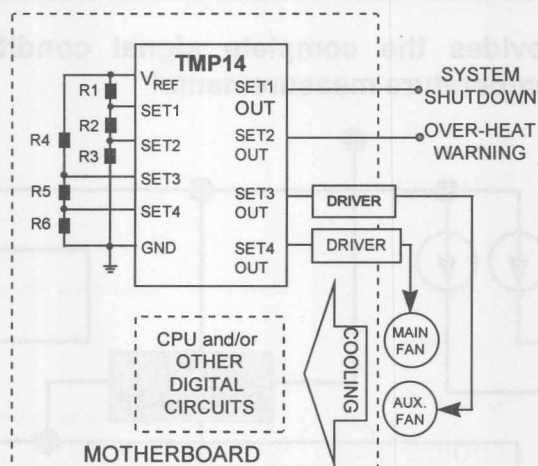 TMP14
VREF
R1
SET1
R2
SET2
R3
R4
SET3
R5
SET4
R6
GND
SET1
OUT
SET2
OUT
SET3
OUT
SET4
OUT
SYSTEM
SHUTDOWN
OVER-HEAT
WARNING
DRIVER
DRIVER
MAIN
FAN
AUX.
FAN
COOLING
CPU and/or
OTHER
DIGITAL
CIRCUITS
MOTHERBOARD